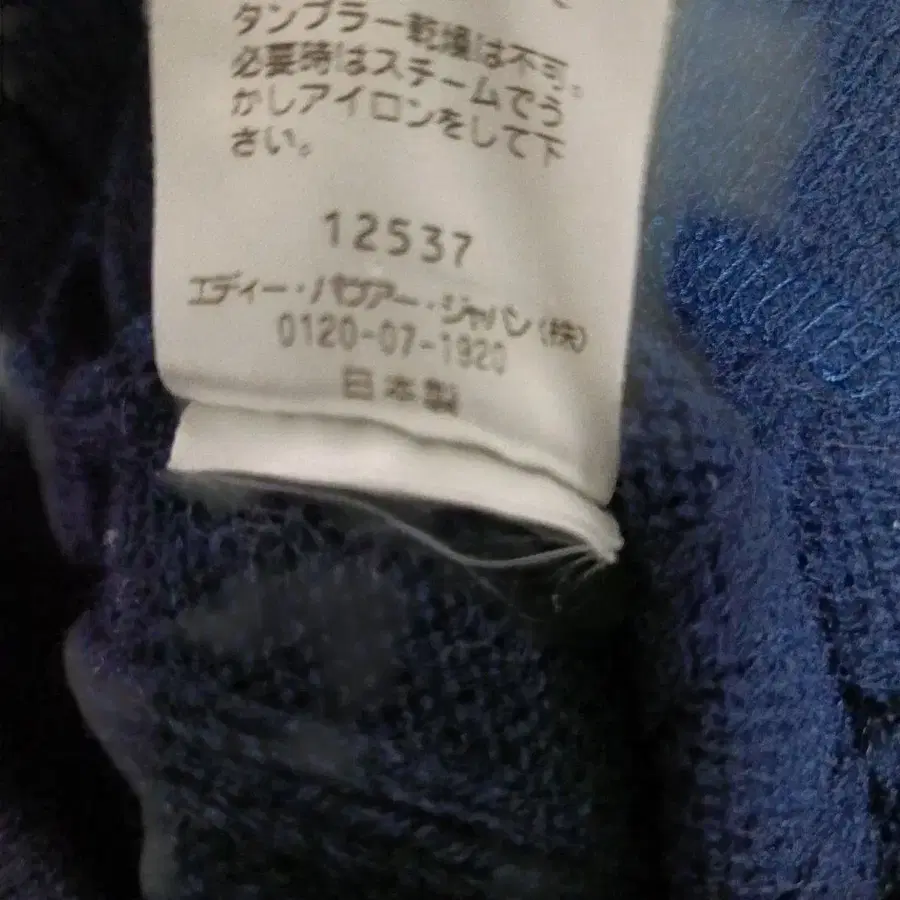 タンブラー乾燥は不可。
必要時はスチームでう
かしアイロンをして下
さい。
12537
エディー・バウアー・ジャパン(株)
0120-07-1920
日本製